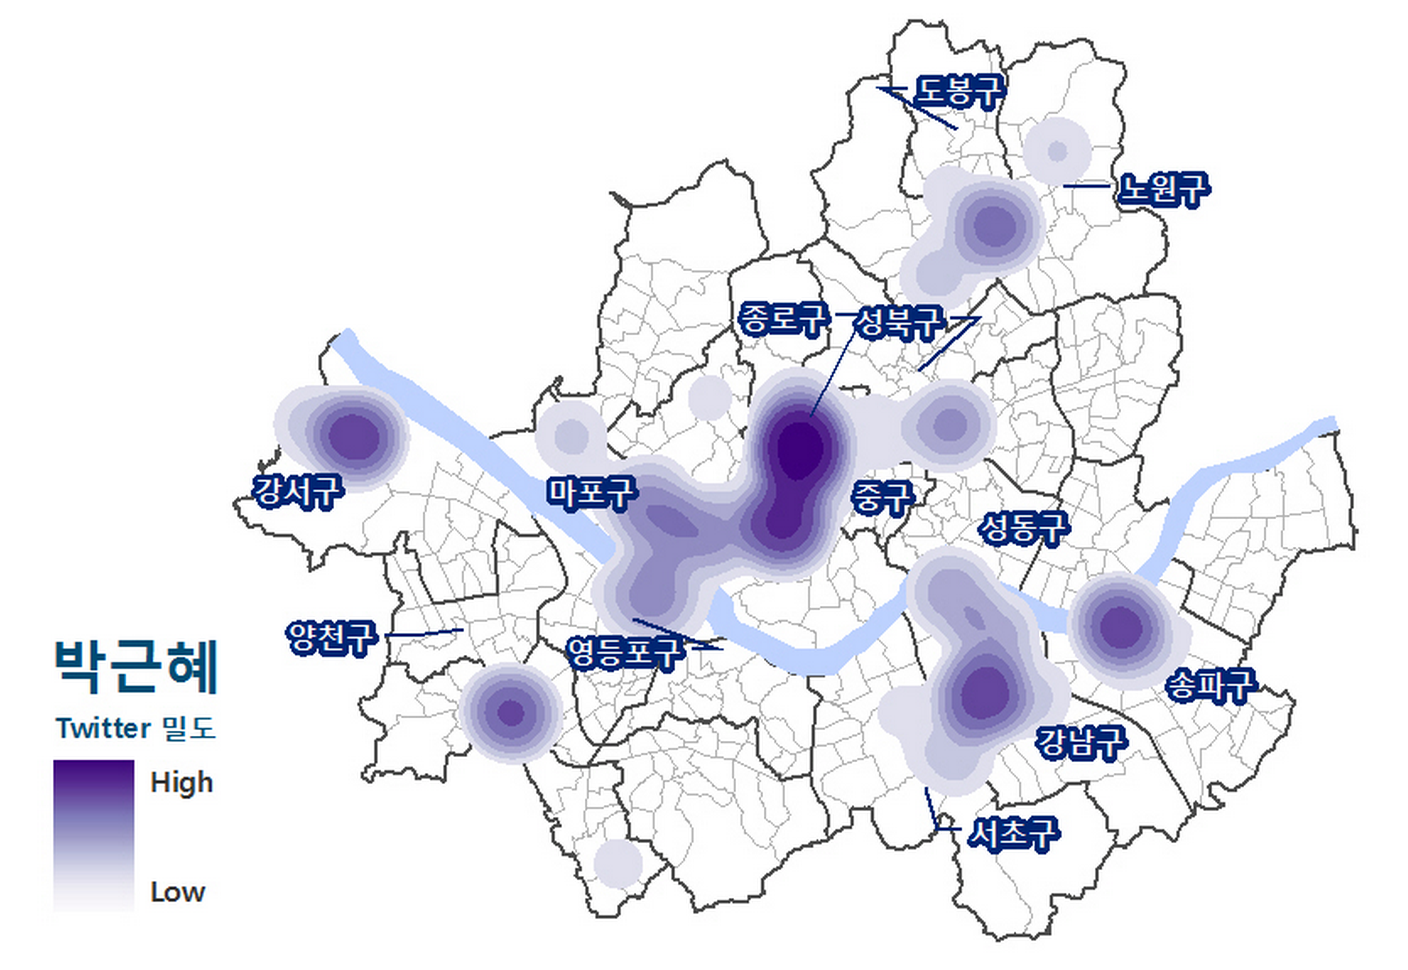 도봉구
노원구
종로구
성북구
강서구
마포구
중구
성동구
양천구
영등포구
송파구
강남구
서초구
박근혜
Twitter 밀도
High
Low